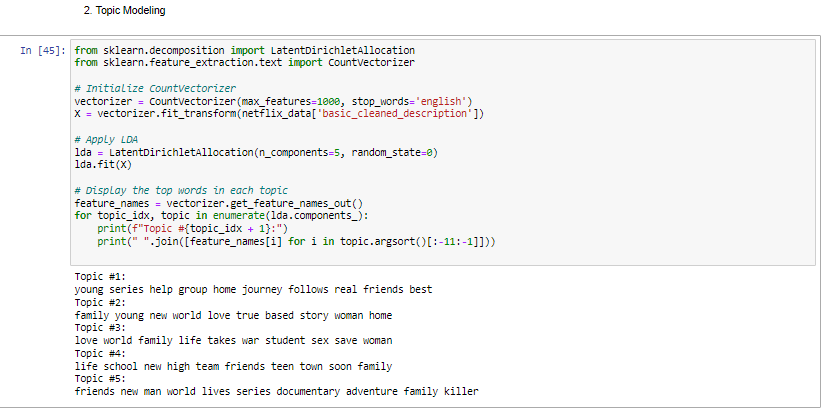 2. Topic Modeling
In [45]: from sklearn.decomposition import LatentDirichletAllocation
from sklearn.feature_extraction.text import CountVectorizer
# Initialize CountVectorizer
vectorizer = CountVectorizer(max_features=1000, stop_words='english')
X = vectorizer.fit_transform(netflix_data['basic_cleaned_description'])
# Apply LDA
lda = LatentDirichletAllocation(n_components=5, random_state=0)
lda.fit(X)
# Display the top words in each topic
feature_names = vectorizer.get_feature_names_out()
for topic_idx, topic in enumerate(lda.components_):
    print(f"Topic #{topic_idx + 1}:")
    print(" ".join([feature_names[i] for i in topic.argsort()[:-11:-1]]))
Topic #1:
young series help group home journey follows real friends best
Topic #2:
family young new world love true based story woman home
Topic #3:
love world family life takes war student sex save woman
Topic #4:
life school new high team friends teen town soon family
Topic #5:
friends new man world lives series documentary adventure family killer